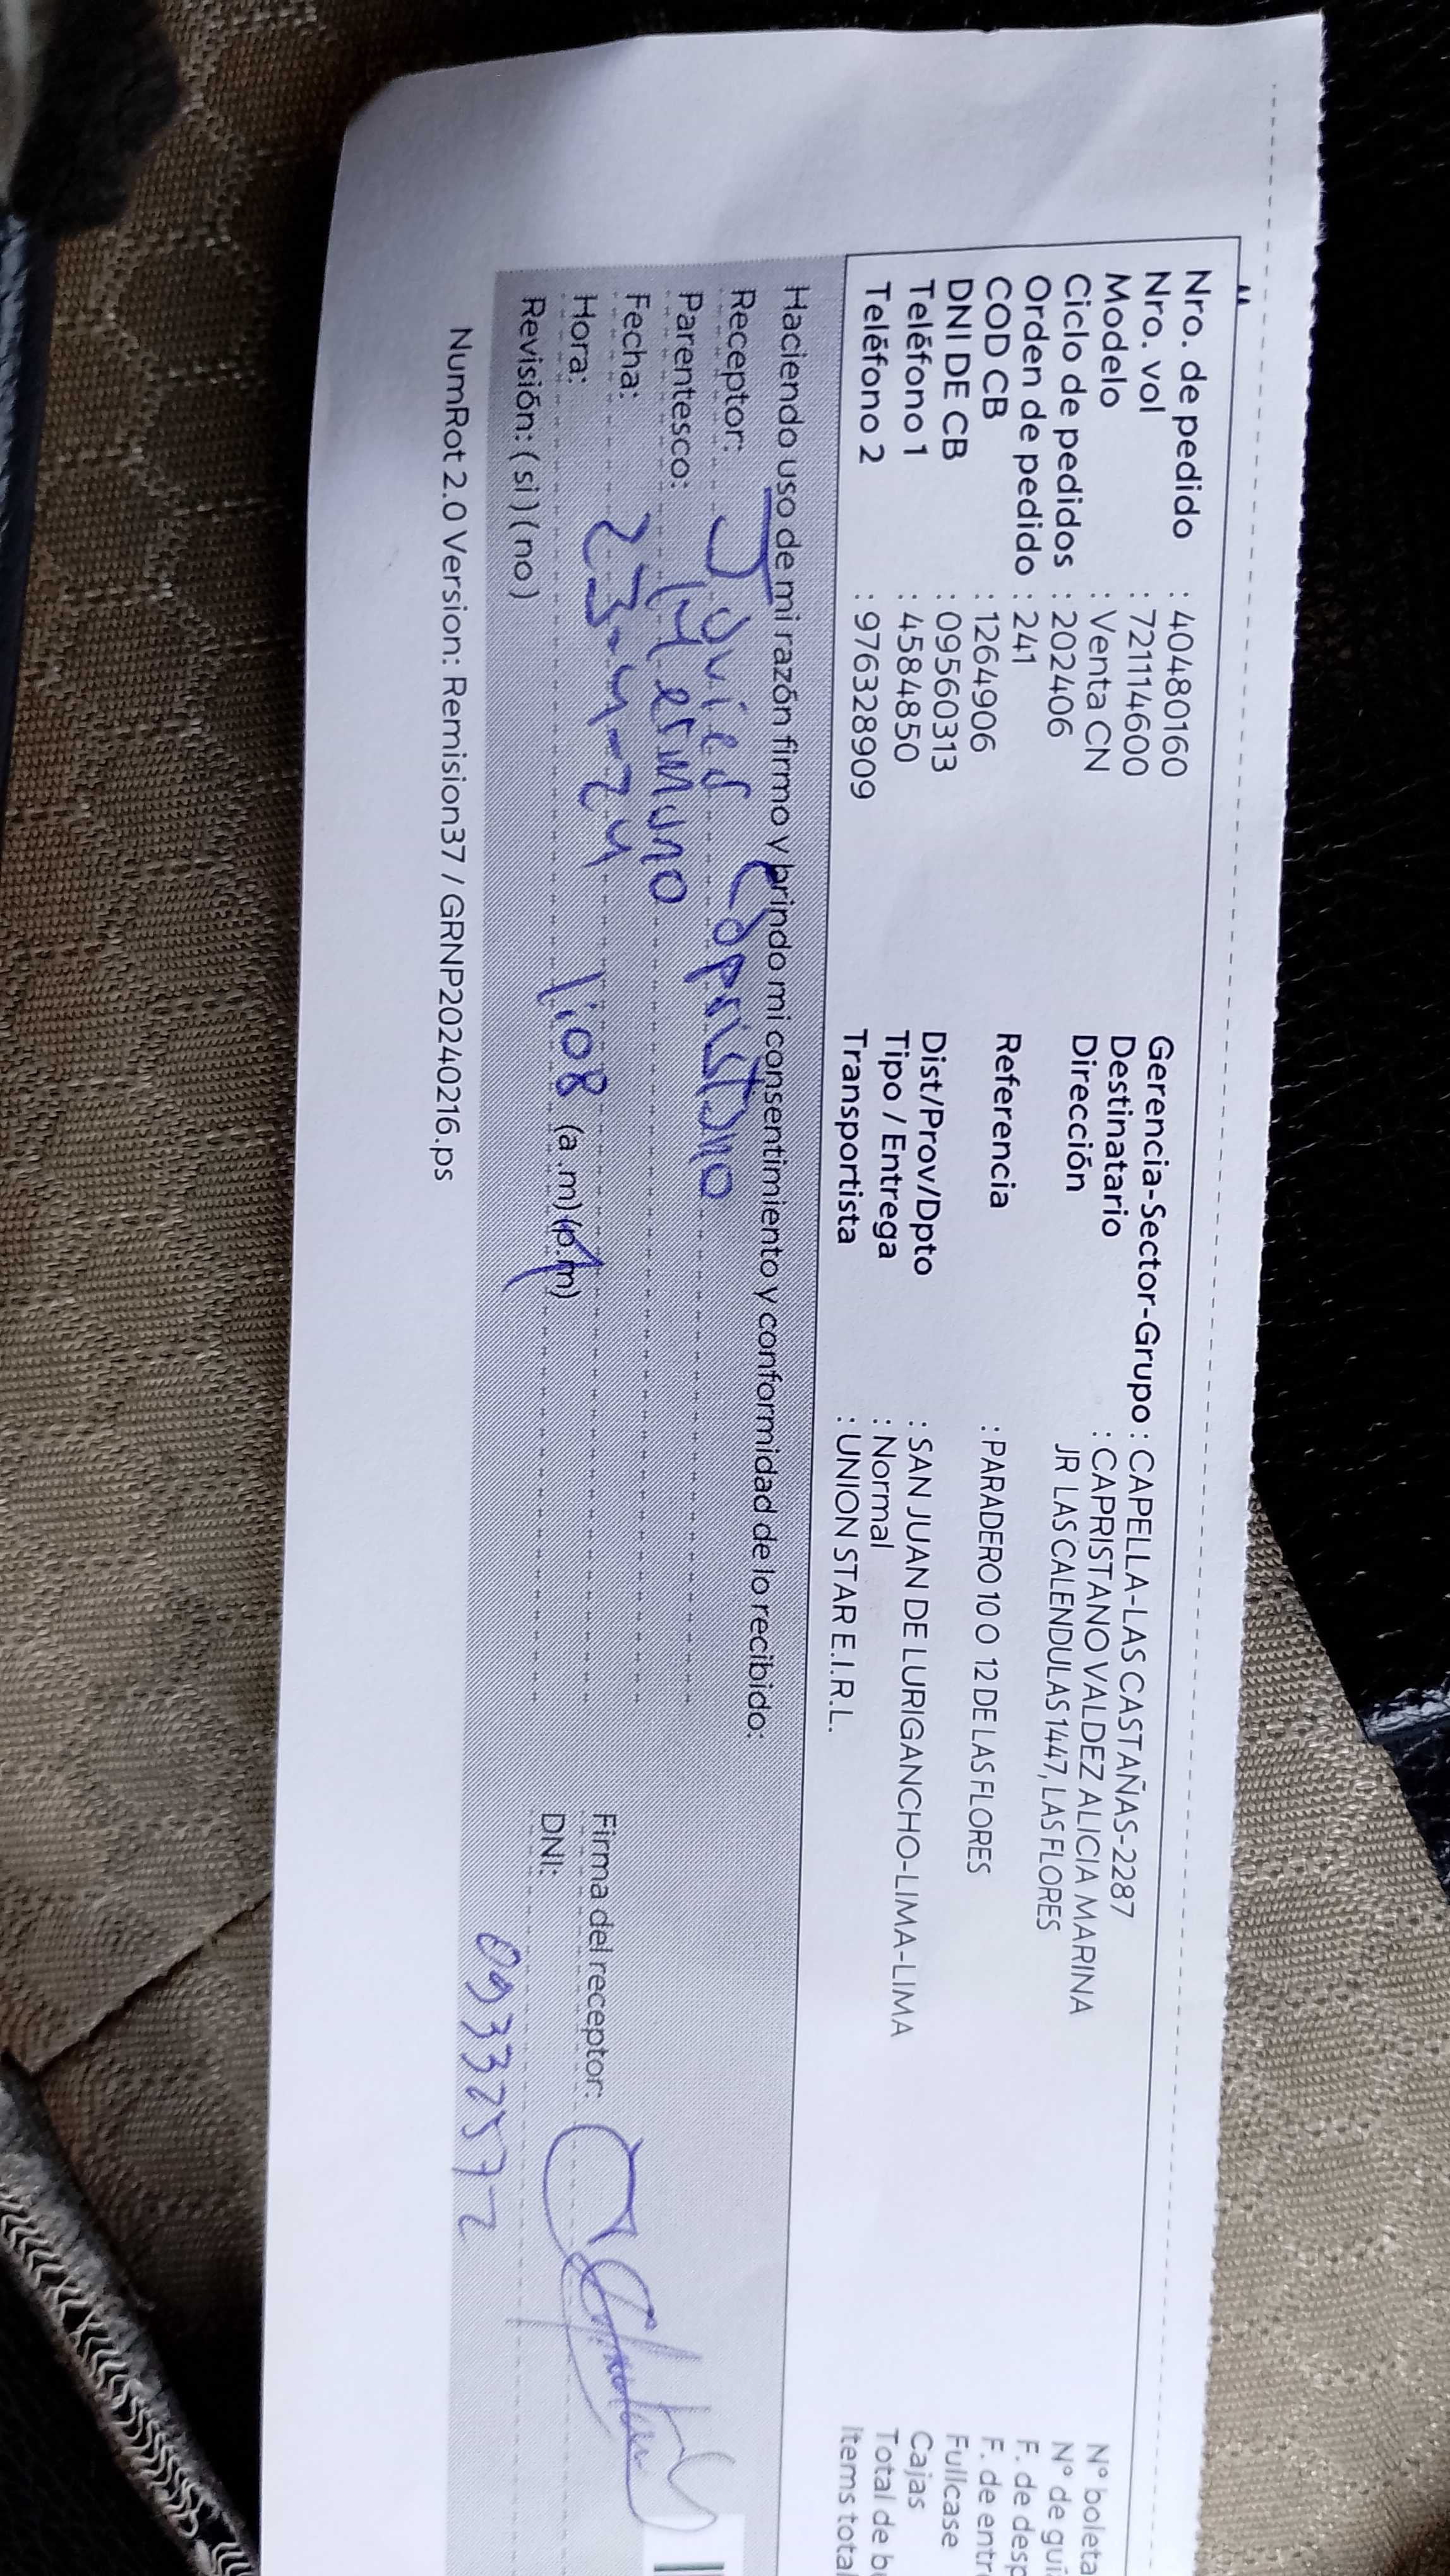 Nro. de pedido : 40480160
Nro. vol : 721114600
Modelo : Venta CN
Ciclo de pedidos : 202406
Orden de pedido : 241
COD CB : 1264906
DNI DE CB : 09560313
Teléfono 1 : 4584850
Teléfono 2 : 976328909
Gerencia-Sector-Grupo : CAPELLA-LAS CASTAÑAS-2287
Destinatario : CAPRISTANO VALDEZ ALICIA MARINA
Dirección JR LAS CALENDULAS 1447, LAS FLORES
Referencia : PARADERO 10 O 12 DE LAS FLORES
Dist/Prov/Dpto : SAN JUAN DE LURIGANCHO-LIMA-LIMA
Tipo / Entrega : Normal
Transportista : UNION STAR E.I.R.L.
N° boleta
N° de guí
F. de desp
F. de entr
Fullcase
Cajas
Total de b
Items total
Haciendo uso de mi razón firmo y brindo mi consentimiento y conformidad de lo recibido:
Receptor: Capristano
Parentesco:
Fecha: 23-4-24
Hora: 1:08 (a.m) (p.m)
Revisión: ( si ) ( no )
Firma del receptor:
DNI:
NumRot 2.0 Version: Remision37 / GRNP20240216.ps